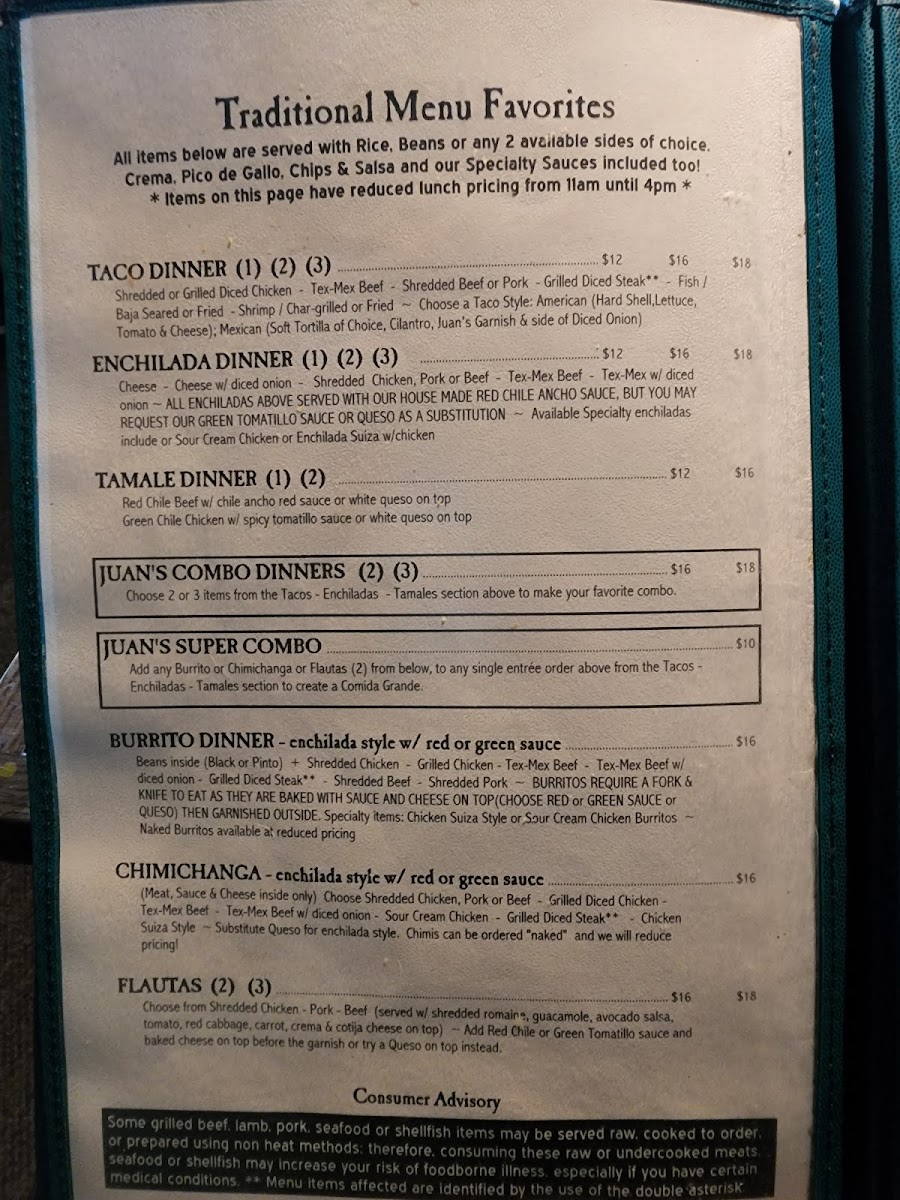 Traditional Menu Favorites
All items below are served with Rice, Beans or any 2 available sides of choice.
Crema, Pico de Gallo, Chips & Salsa and our Specialty Sauces included too!
* Items on this page have reduced lunch pricing from 11am until 4pm *
TACO DINNER (1) (2) (3) $12 $16 $18
Shredded or Grilled Diced Chicken - Tex-Mex Beef - Shredded Beef or Pork - Grilled Diced Steak** - Fish /
Baja Seared or Fried - Shrimp / Char-grilled or Fried ~ Choose a Taco Style: American (Hard Shell,Lettuce,
Tomato & Cheese); Mexican (Soft Tortilla of Choice, Cilantro, Juan's Garnish & side of Diced Onion)
ENCHILADA DINNER (1) (2) (3) $12 $16 $18
Cheese - Cheese w/ diced onion - Shredded Chicken, Pork or Beef - Tex-Mex Beef - Tex-Mex w/ diced
onion ~ ALL ENCHILADAS ABOVE SERVED WITH OUR HOUSE MADE RED CHILE ANCHO SAUCE, BUT YOU MAY
REQUEST OUR GREEN TOMATILLO SAUCE OR QUESO AS A SUBSTITUTION ~ Available Specialty enchiladas
include or Sour Cream Chicken or Enchilada Suiza w/chicken
TAMALE DINNER (1) (2) $12 $16
Red Chile Beef w/ chile ancho red sauce or white queso on top
Green Chile Chicken w/ spicy tomatillo sauce or white queso on top
JUAN'S COMBO DINNERS (2) (3) $16 $18
Choose 2 or 3 items from the Tacos - Enchiladas - Tamales section above to make your favorite combo.
JUAN'S SUPER COMBO $10
Add any Burrito or Chimichanga or Flautas (2) from below, to any single entrée order above from the Tacos -
Enchiladas - Tamales section to create a Comida Grande.
BURRITO DINNER - enchilada style w/ red or green sauce $16
Beans inside (Black or Pinto) + Shredded Chicken - Grilled Chicken - Tex-Mex Beef - Tex-Mex Beef w/
diced onion - Grilled Diced Steak** - Shredded Beef - Shredded Pork ~ BURRITOS REQUIRE A FORK &
KNIFE TO EAT AS THEY ARE BAKED WITH SAUCE AND CHEESE ON TOP(CHOOSE RED or GREEN SAUCE or
QUESO) THEN GARNISHED OUTSIDE. Specialty items: Chicken Suiza Style or Sour Cream Chicken Burritos ~
Naked Burritos available at reduced pricing
CHIMICHANGA - enchilada style w/ red or green sauce $16
(Meat, Sauce & Cheese inside only) Choose Shredded Chicken, Pork or Beef - Grilled Diced Chicken -
Tex-Mex Beef - Tex-Mex Beef w/ diced onion - Sour Cream Chicken - Grilled Diced Steak** - Chicken
Suiza Style ~ Substitute Queso for enchilada style. Chimis can be ordered "naked" and we will reduce
pricing!
FLAUTAS (2) (3) $16 $18
Choose from Shredded Chicken - Pork - Beef (served w/ shredded romaine, guacamole, avocado salsa,
tomato, red cabbage, carrot, crema & cotija cheese on top) ~ Add Red Chile or Green Tomatillo sauce and
baked cheese on top before the garnish or try a Queso on top instead.
Consumer Advisory
Some grilled beef, lamb, pork, seafood or shellfish items may be served raw, cooked to order,
or prepared using non heat methods; therefore, consuming these raw or undercooked meats,
seafood or shellfish may increase your risk of foodborne illness, especially if you have certain
medical conditions. ** Menu items affected are identified by the use of the double asterisk